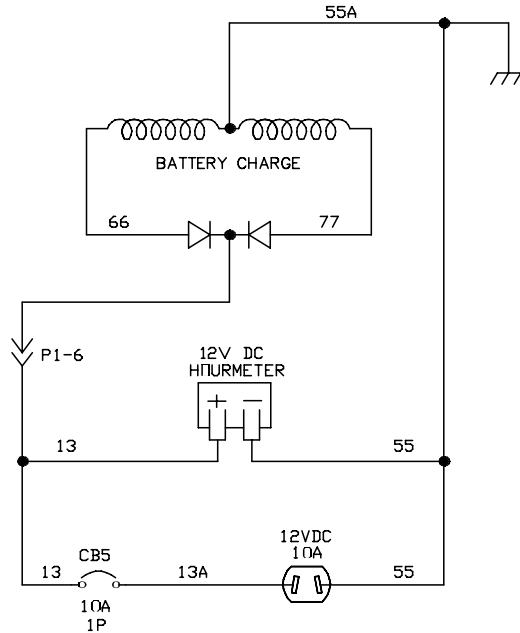 55A
BATTERY CHARGE
66
77
P1-6
12V DC
HOURMETER
+ −
13
55
12VDC
10A
CB5
13
13A
55
10A
1P